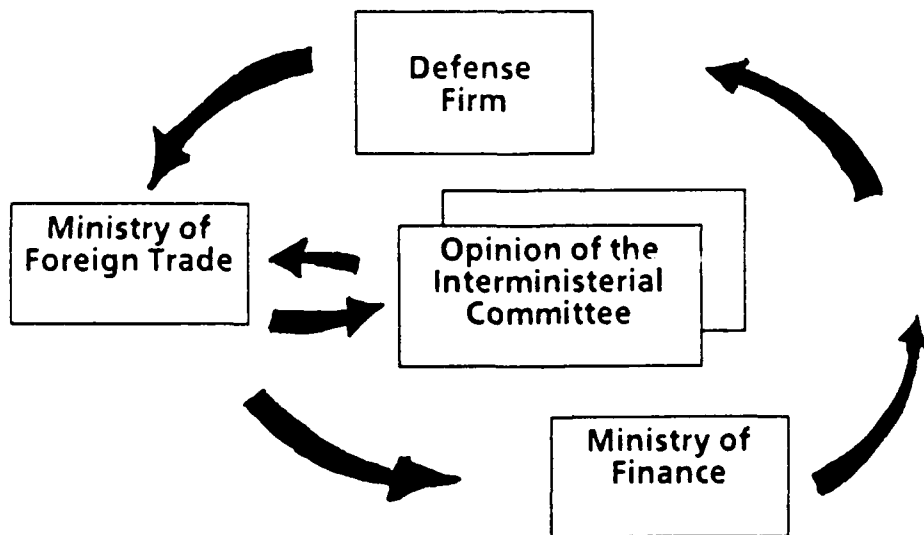 Defense
Firm
Ministry of
Foreign Trade
Opinion of the
Interministerial
Committee
Ministry of
Finance